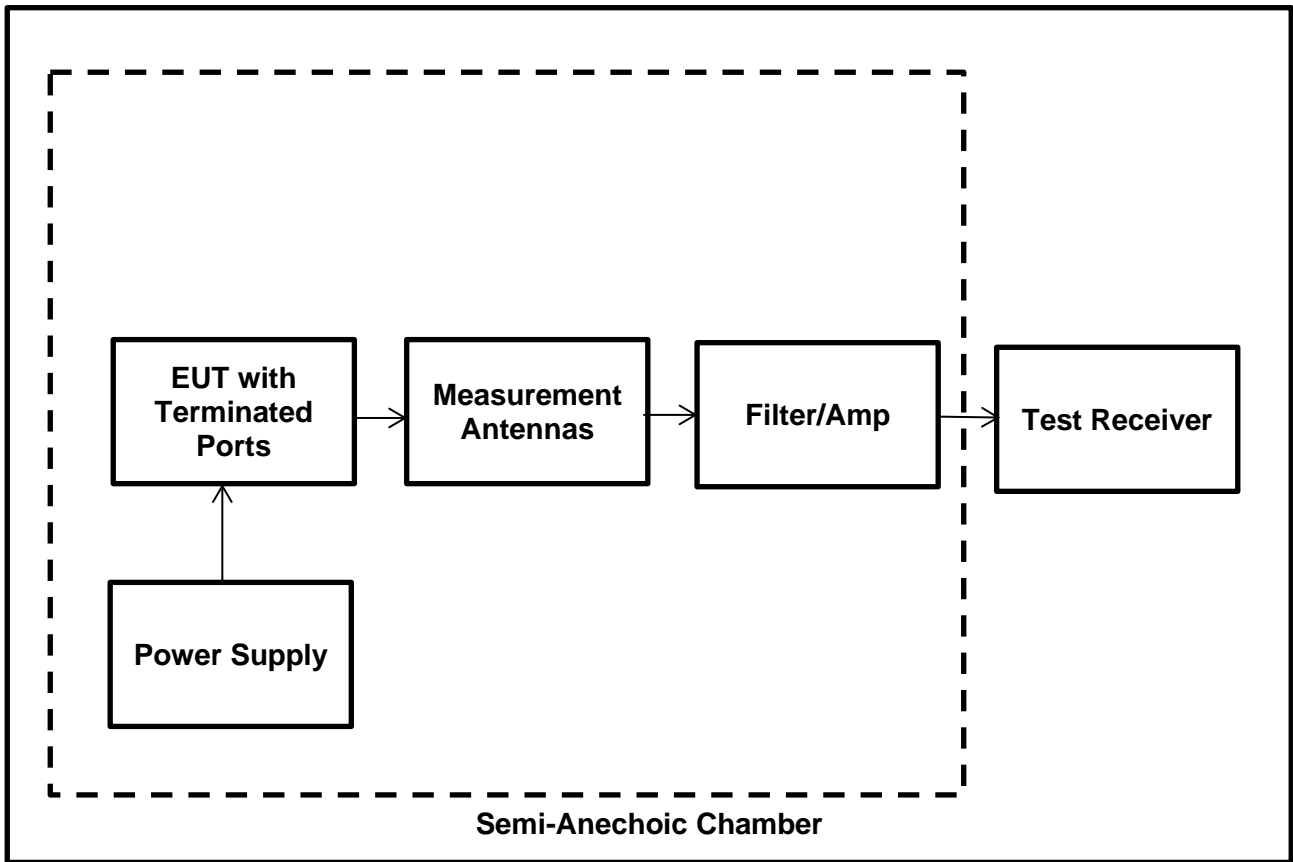 EUT with
Terminated
Ports
Measurement
Antennas
Filter/Amp
Test Receiver
Power Supply
Semi-Anechoic Chamber